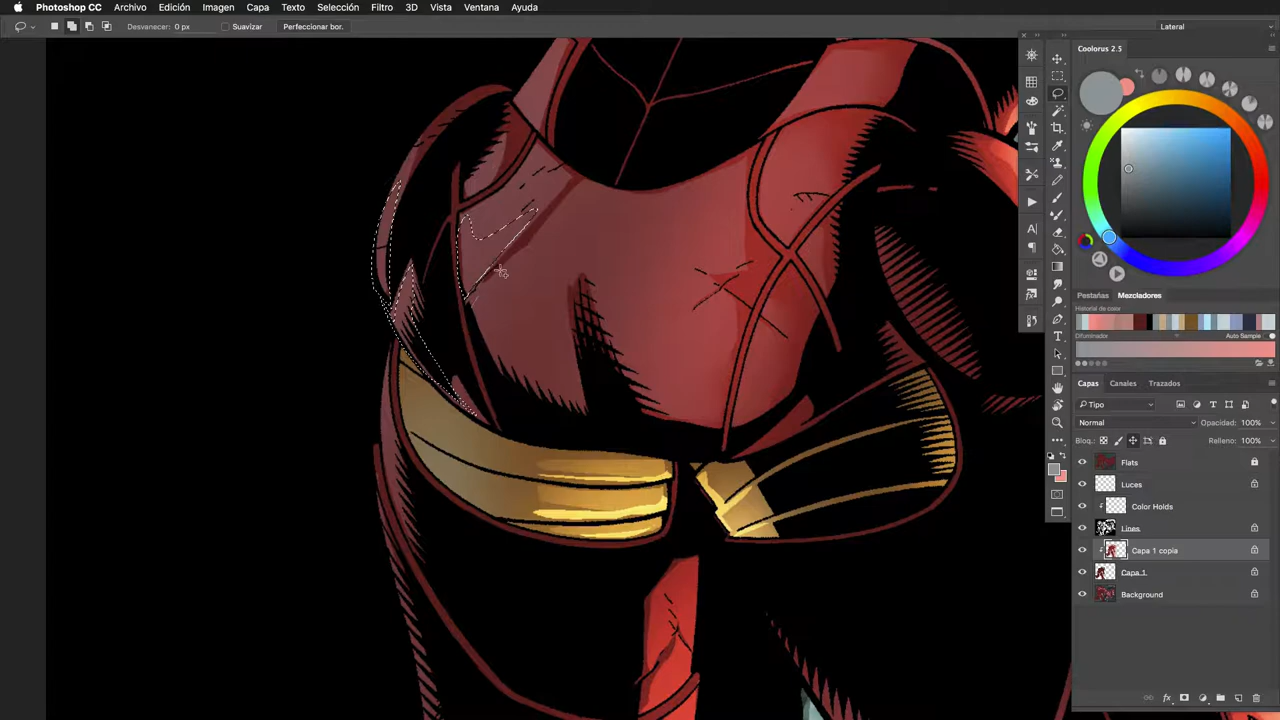 Photoshop CC Archivo Edición Imagen Capa Texto Selección Filtro 3D Vista Ventana Ayuda
Desvanecer: 0 px Suavizar Perfeccionar bor. Lateral
Coolorus 2.5
Pestañas Mezcladores
Historial de color
Difuminador Auto Sample
Capas Canales Trazados
Tipo
Normal Opacidad: 100%
Bloq.: Relleno: 100%
Flats
Luces
Color Holds
Lines
Capa 1 copia
Capa 1
Background